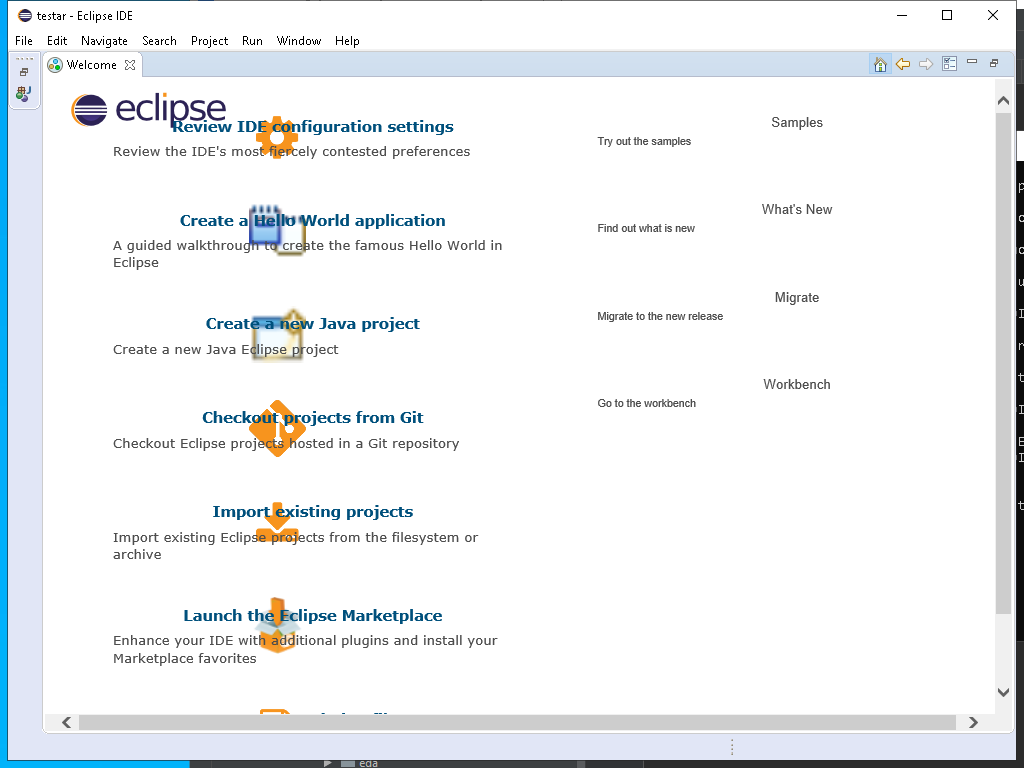 testar - Eclipse IDE
File Edit Navigate Search Project Run Window Help
Welcome
eclipse
Review IDE configuration settings
Review the IDE's most fiercely contested preferences
Create a Hello World application
A guided walkthrough to create the famous Hello World in
Eclipse
Create a new Java project
Create a new Java Eclipse project
Checkout projects from Git
Checkout Eclipse projects hosted in a Git repository
Import existing projects
Import existing Eclipse projects from the filesystem or
archive
Launch the Eclipse Marketplace
Enhance your IDE with additional plugins and install your
Marketplace favorites
Samples
Try out the samples
What's New
Find out what is new
Migrate
Migrate to the new release
Workbench
Go to the workbench
eda